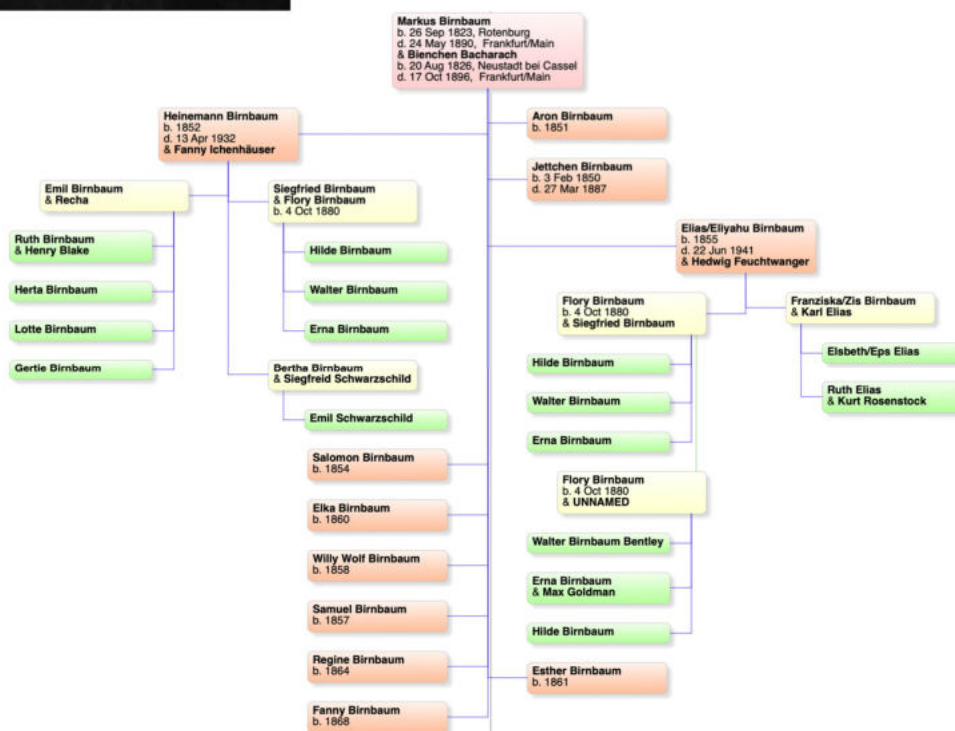 Markus Birnbaum
b. 26 Sep 1823, Rotenburg
d. 24 May 1890, Frankfurt/Main
& Bienchen Bacharach
b. 20 Aug 1826, Neustadt bei Cassel
d. 17 Oct 1896, Frankfurt/Main
Heinemann Birnbaum
b. 1852
d. 13 Apr 1932
& Fanny Ichenhäuser
Aron Birnbaum
b. 1851
Jettchen Birnbaum
b. 3 Feb 1850
d. 27 Mar 1887
Emil Birnbaum
& Recha
Siegfried Birnbaum
& Flory Birnbaum
b. 4 Oct 1880
Ruth Birnbaum
& Henry Blake
Herta Birnbaum
Lotte Birnbaum
Gertie Birnbaum
Hilde Birnbaum
Walter Birnbaum
Erna Birnbaum
Bertha Birnbaum
& Siegfreid Schwarzschild
Emil Schwarzschild
Elias/Eliyahu Birnbaum
b. 1855
d. 22 Jun 1941
& Hedwig Feuchtwanger
Flory Birnbaum
b. 4 Oct 1880
& Siegfried Birnbaum
Franziska/Zis Birnbaum
& Karl Elias
Hilde Birnbaum
Walter Birnbaum
Erna Birnbaum
Elsbeth/Eps Elias
Ruth Elias
& Kurt Rosenstock
Flory Birnbaum
b. 4 Oct 1880
& UNNAMED
Walter Birnbaum Bentley
Erna Birnbaum
& Max Goldman
Hilde Birnbaum
Salomon Birnbaum
b. 1854
Elka Birnbaum
b. 1860
Willy Wolf Birnbaum
b. 1858
Samuel Birnbaum
b. 1857
Regine Birnbaum
b. 1864
Esther Birnbaum
b. 1861
Fanny Birnbaum
b. 1868